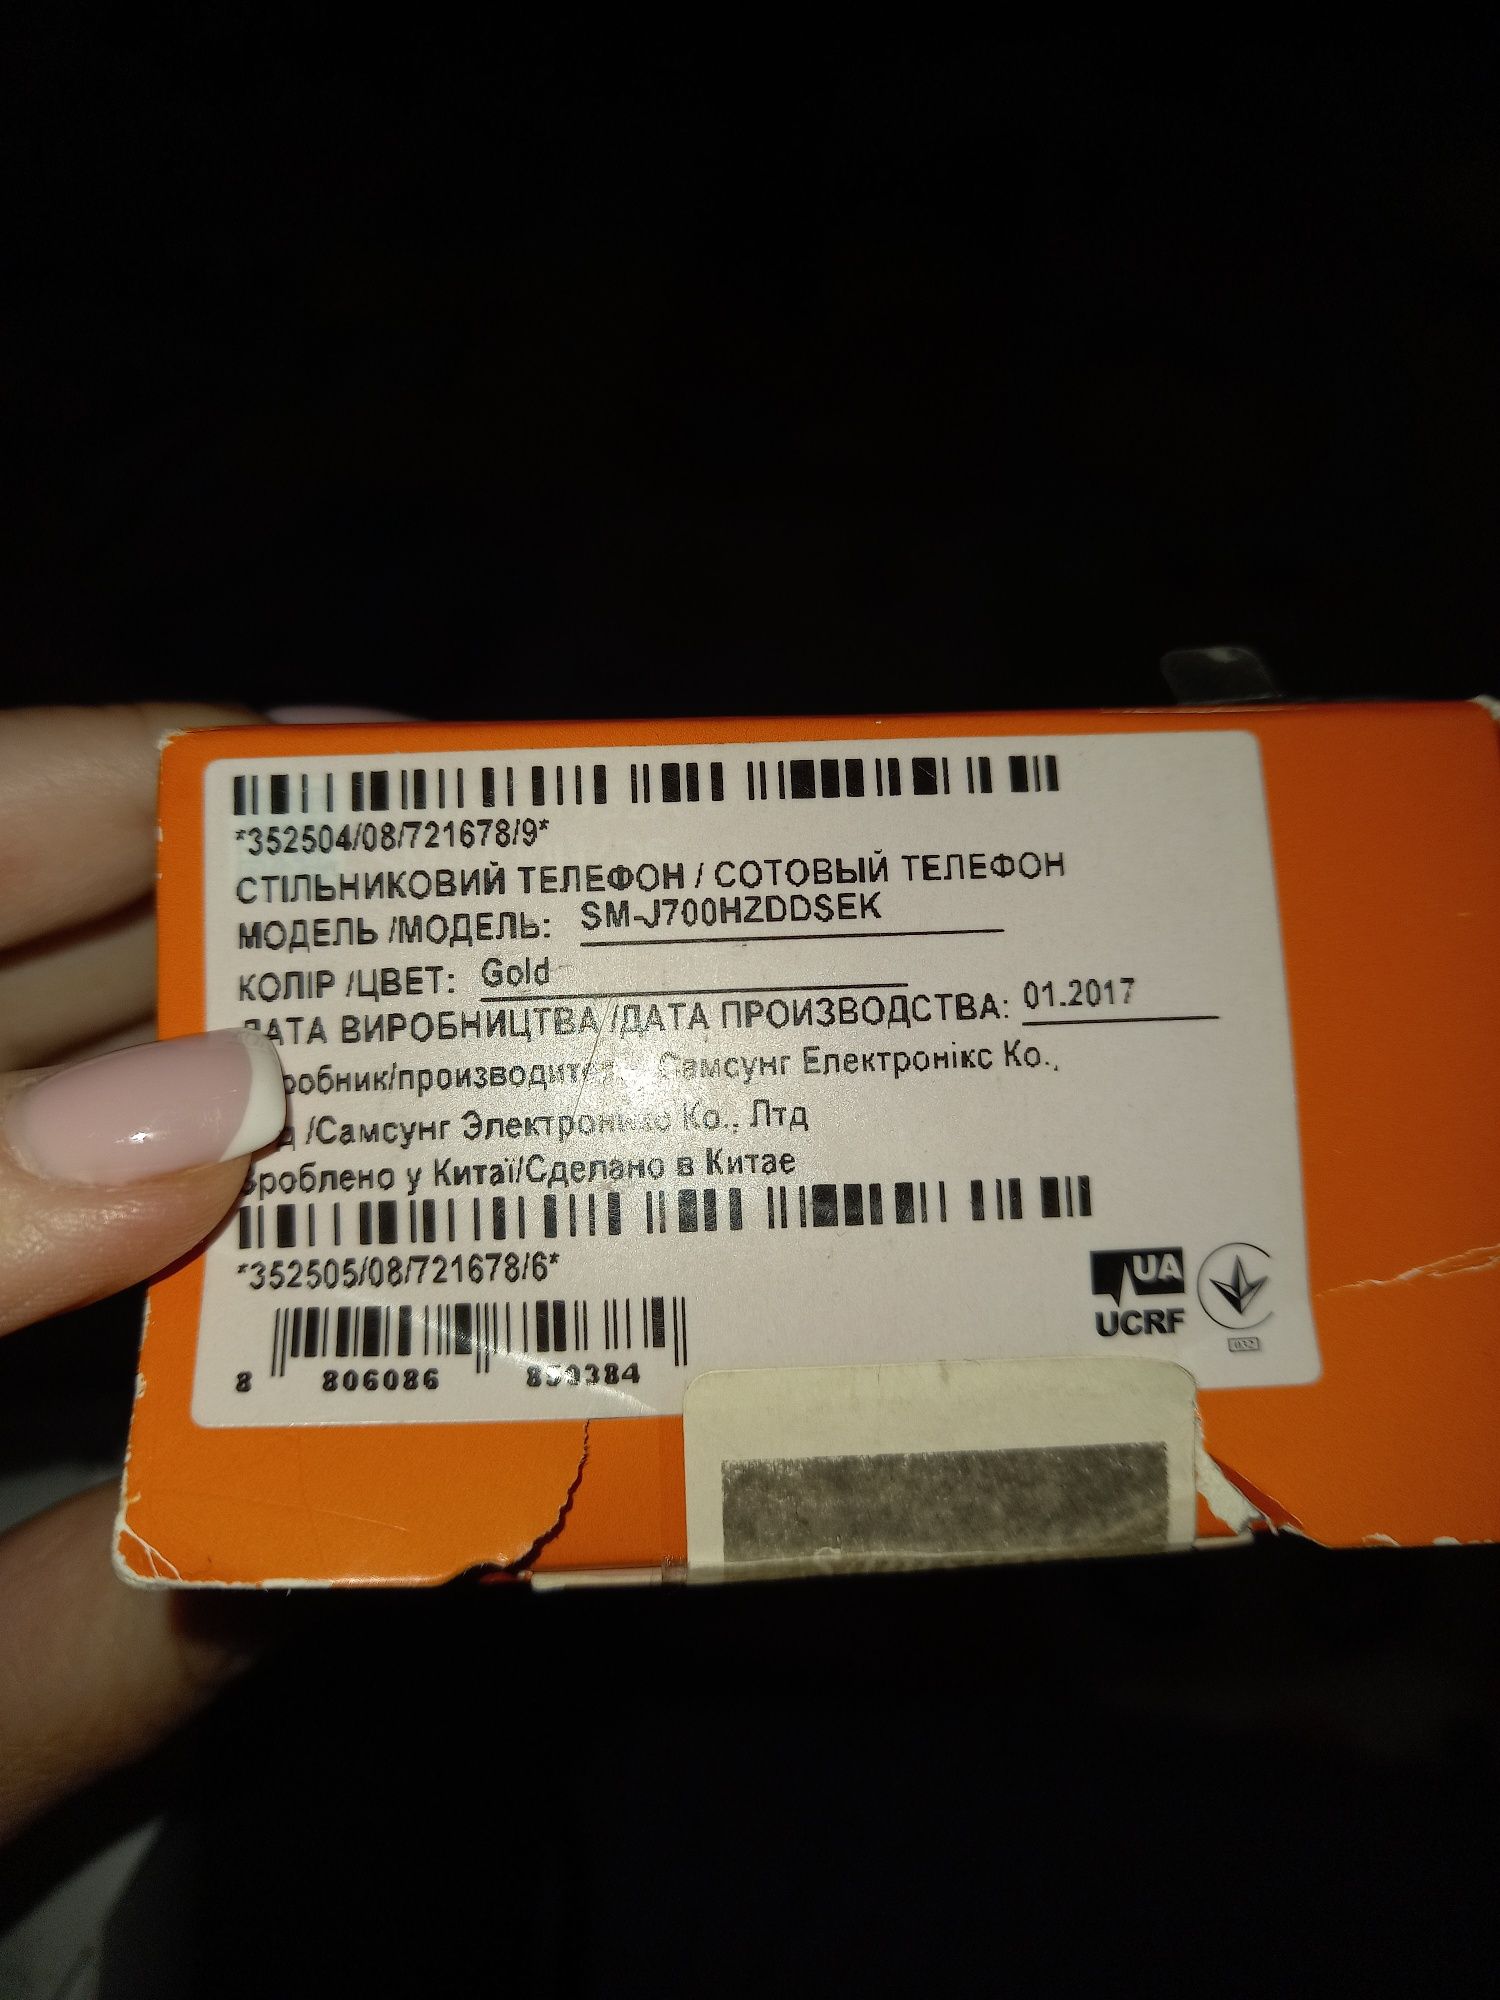 *352504/08/721678/9*
СТІЛЬНИКОВИЙ ТЕЛЕФОН / СОТОВЫЙ ТЕЛЕФОН
МОДЕЛЬ /МОДЕЛЬ: SM-J700HZDDSEK
КОЛІР /ЦВЕТ: Gold
ДАТА ВИРОБНИЦТВА /ДАТА ПРОИЗВОДСТВА: 01.2017
Самсунг Електронікс Ко.,
/Самсунг Электроникс Ко., Лтд
Зроблено у Китаї/Сделано в Китае
*352505/08/721678/6*
8 806086
UA
UCRF
032